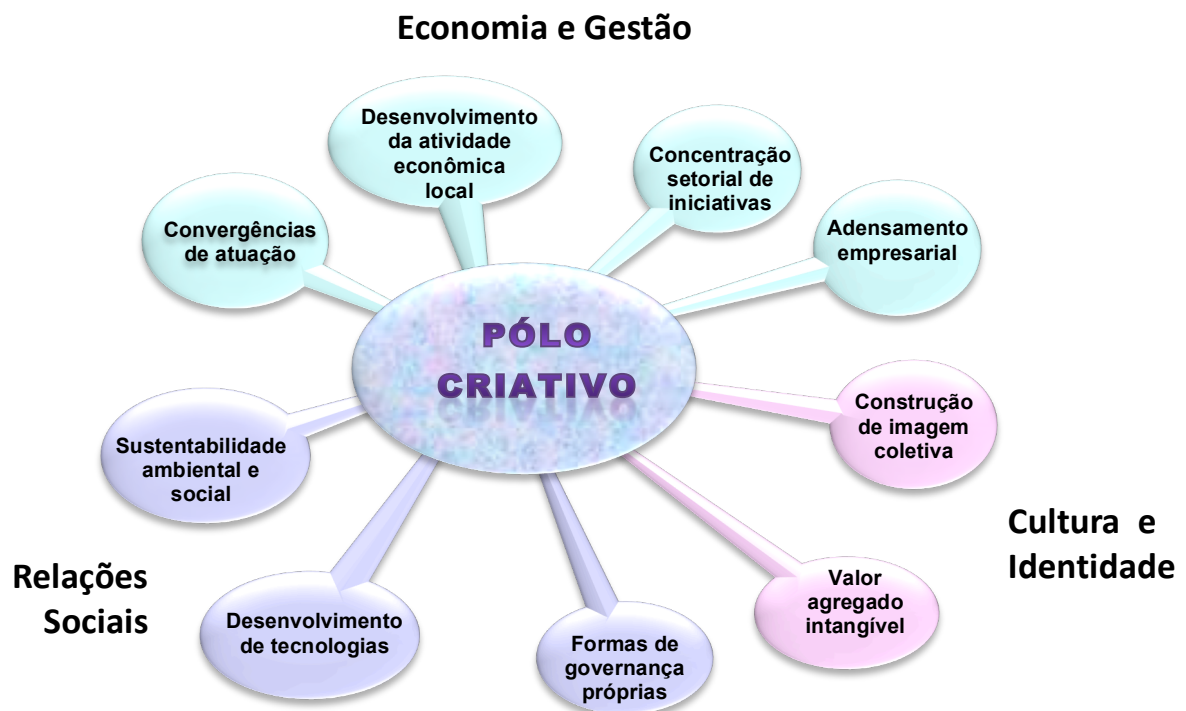 Economia e Gestão
Desenvolvimento
da atividade
econômica
local
Concentração
setorial de
iniciativas
Convergências
de atuação
Adensamento
empresarial
PÓLO
CRIATIVO
Construção
de imagem
coletiva
Sustentabilidade
ambiental e
social
Cultura e
Identidade
Relações
Sociais
Desenvolvimento
de tecnologias
Formas de
governança
próprias
Valor
agregado
intangível